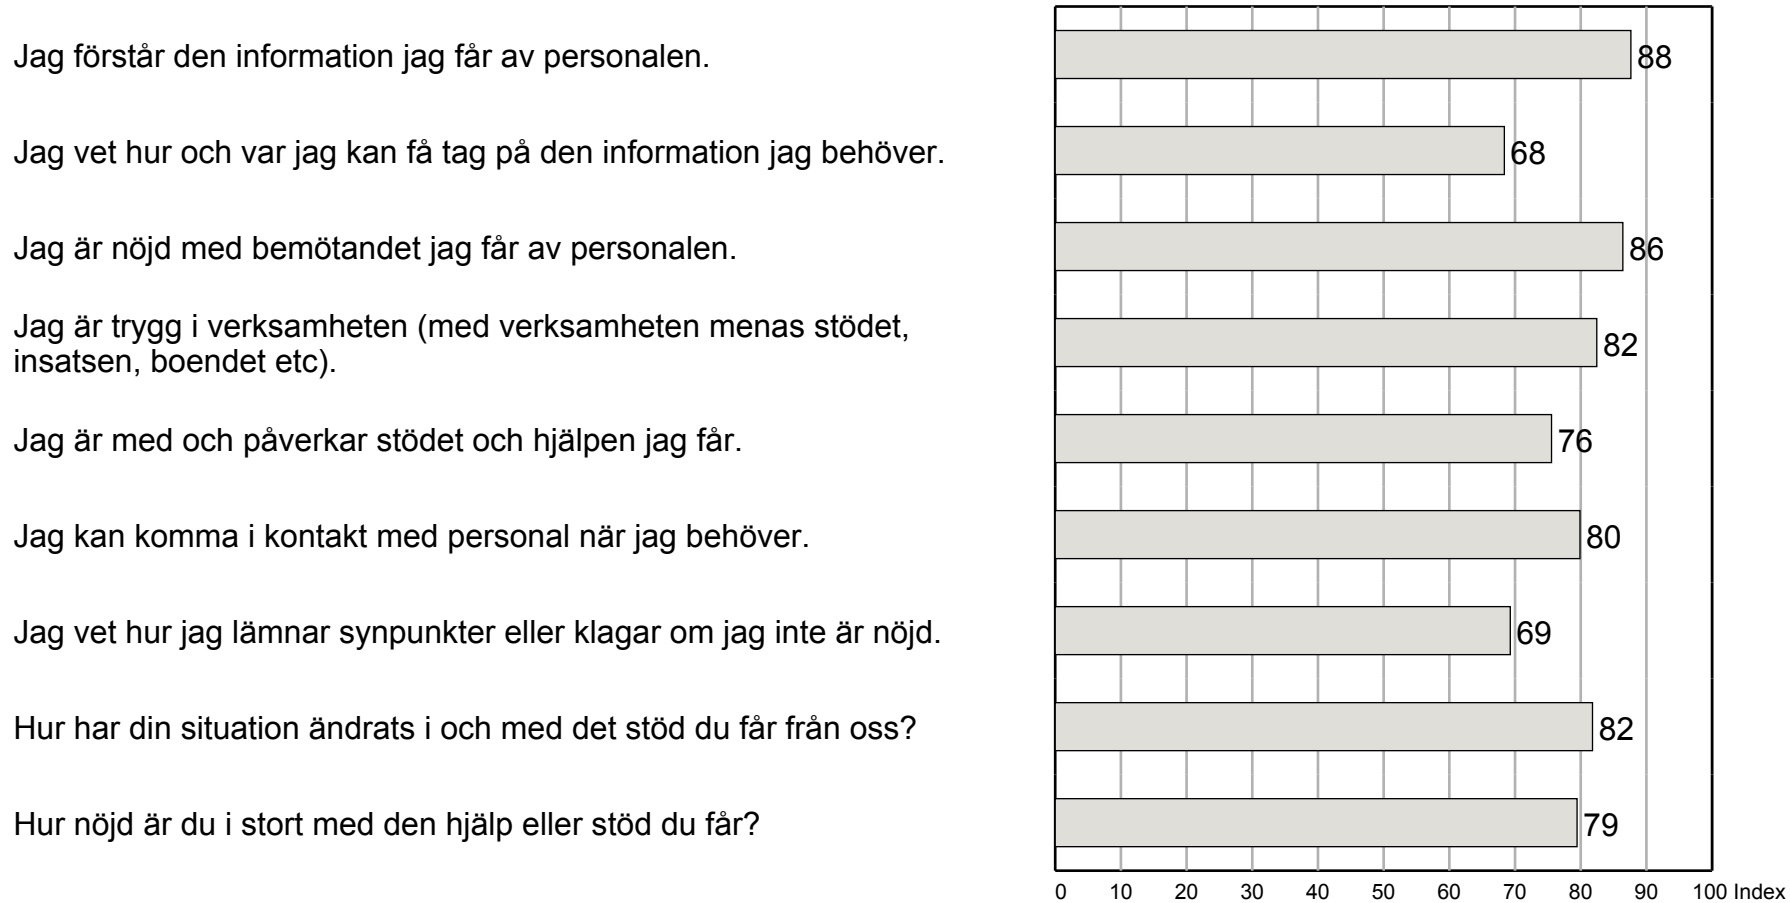 Jag förstår den information jag får av personalen.
88
Jag vet hur och var jag kan få tag på den information jag behöver.
68
Jag är nöjd med bemötandet jag får av personalen.
86
Jag är trygg i verksamheten (med verksamheten menas stödet,
insatsen, boendet etc).
82
Jag är med och påverkar stödet och hjälpen jag får.
76
Jag kan komma i kontakt med personal när jag behöver.
80
Jag vet hur jag lämnar synpunkter eller klagar om jag inte är nöjd.
69
Hur har din situation ändrats i och med det stöd du får från oss?
82
Hur nöjd är du i stort med den hjälp eller stöd du får?
79
0 10 20 30 40 50 60 70 80 90 100 Index